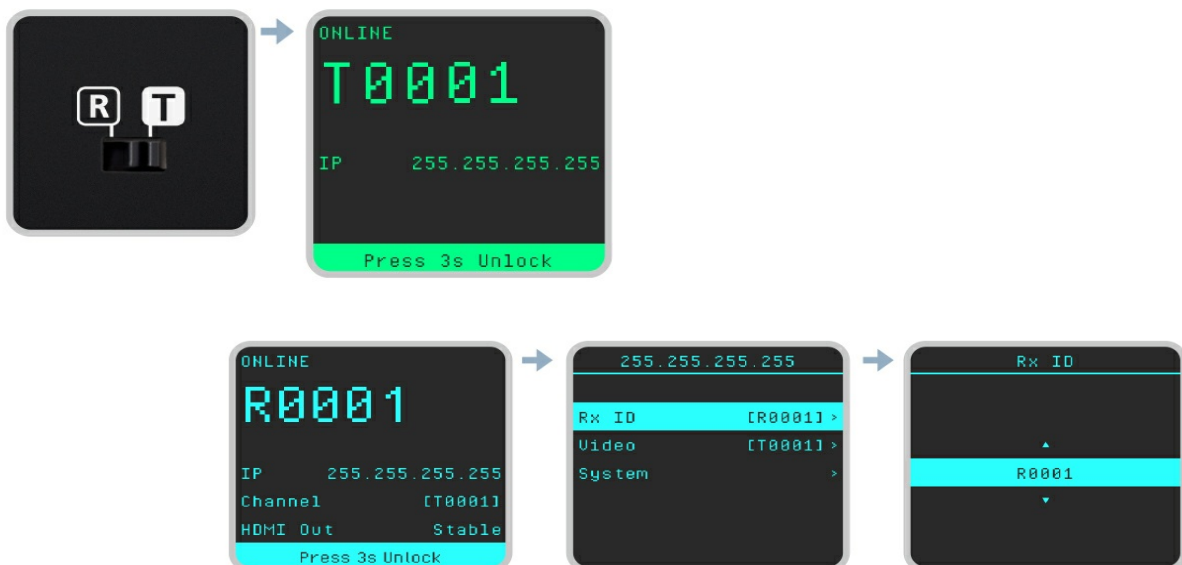 R T
ONLINE
T0001
IP 255.255.255.255
Press 3s Unlock
ONLINE
R0001
IP 255.255.255.255
Channel [T0001]
HDMI Out Stable
Press 3s Unlock
255.255.255.255
Rx ID [R0001] >
Video [T0001] >
System >
Rx ID
R0001